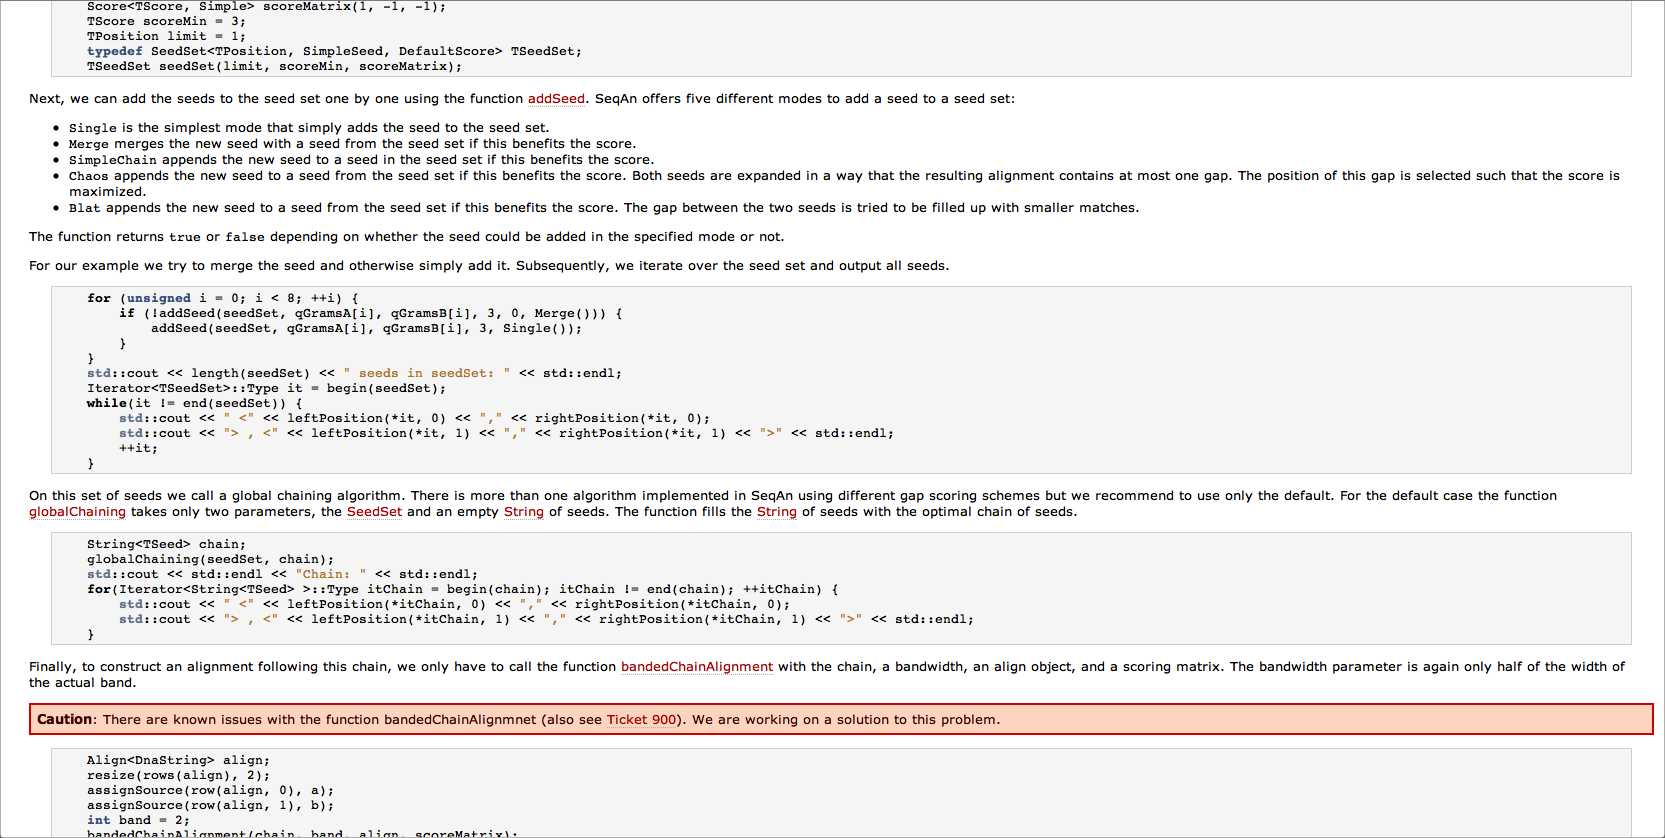 Score<TScore, Simple> scoreMatrix(1, -1, -1);
TScore scoreMin = 3;
TPosition limit = 1;
typedef SeedSet<TPosition, SimpleSeed, DefaultScore> TSeedSet;
TSeedSet seedSet(limit, scoreMin, scoreMatrix);
Next, we can add the seeds to the seed set one by one using the function addSeed. SeqAn offers five different modes to add a seed to a seed set:
• Single is the simplest mode that simply adds the seed to the seed set.
• Merge merges the new seed with a seed from the seed set if this benefits the score.
• SimpleChain appends the new seed to a seed in the seed set if this benefits the score.
• Chaos appends the new seed to a seed from the seed set if this benefits the score. Both seeds are expanded in a way that the resulting alignment contains at most one gap. The position of this gap is selected such that the score is
maximized.
• Blat appends the new seed to a seed from the seed set if this benefits the score. The gap between the two seeds is tried to be filled up with smaller matches.
The function returns true or false depending on whether the seed could be added in the specified mode or not.
For our example we try to merge the seed and otherwise simply add it. Subsequently, we iterate over the seed set and output all seeds.
for (unsigned i = 0; i < 8; ++i) {
if (!addSeed(seedSet, qGramsA[i], qGramsB[i], 3, 0, Merge())) {
addSeed(seedSet, qGramsA[i], qGramsB[i], 3, Single());
}
}
std::cout << length(seedSet) << " seeds in seedSet: " << std::endl;
Iterator<TSeedSet>::Type it = begin(seedSet);
while(it != end(seedSet)) {
std::cout << " <" << leftPosition(*it, 0) << "," << rightPosition(*it, 0);
std::cout << "> , <" << leftPosition(*it, 1) << "," << rightPosition(*it, 1) << ">" << std::endl;
++it;
}
On this set of seeds we call a global chaining algorithm. There is more than one algorithm implemented in SeqAn using different gap scoring schemes but we recommend to use only the default. For the default case the function
globalChaining takes only two parameters, the SeedSet and an empty String of seeds. The function fills the String of seeds with the optimal chain of seeds.
String<TSeed> chain;
globalChaining(seedSet, chain);
std::cout << std::endl << "Chain: " << std::endl;
for(Iterator<String<TSeed> >::Type itChain = begin(chain); itChain != end(chain); ++itChain) {
std::cout << " <" << leftPosition(*itChain, 0) << "," << rightPosition(*itChain, 0);
std::cout << "> , <" << leftPosition(*itChain, 1) << "," << rightPosition(*itChain, 1) << ">" << std::endl;
}
Finally, to construct an alignment following this chain, we only have to call the function bandedChainAlignment with the chain, a bandwidth, an align object, and a scoring matrix. The bandwidth parameter is again only half of the width of
the actual band.
Caution: There are known issues with the function bandedChainAlignmnet (also see Ticket 900). We are working on a solution to this problem.
Align<DnaString> align;
resize(rows(align), 2);
assignSource(row(align, 0), a);
assignSource(row(align, 1), b);
int band = 2;
bandedChainAlignment(chain, band, align, scoreMatrix);